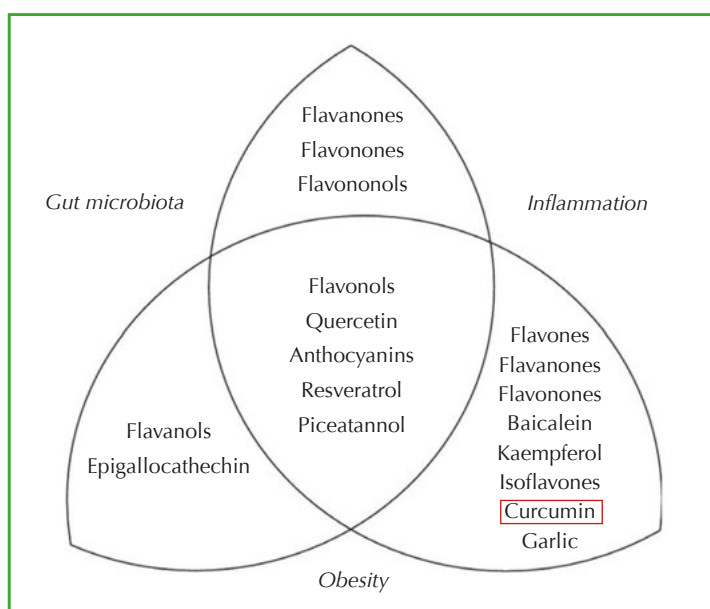 Flavanones
Flavonones
Flavononols
Gut microbiota
Inflammation
Flavonols
Quercetin
Anthocyanins
Resveratrol
Piceatannol
Flavanols
Epigallocathechin
Flavones
Flavanones
Flavonones
Baicalein
Kaempferol
Isoflavones
Curcumin
Garlic
Obesity